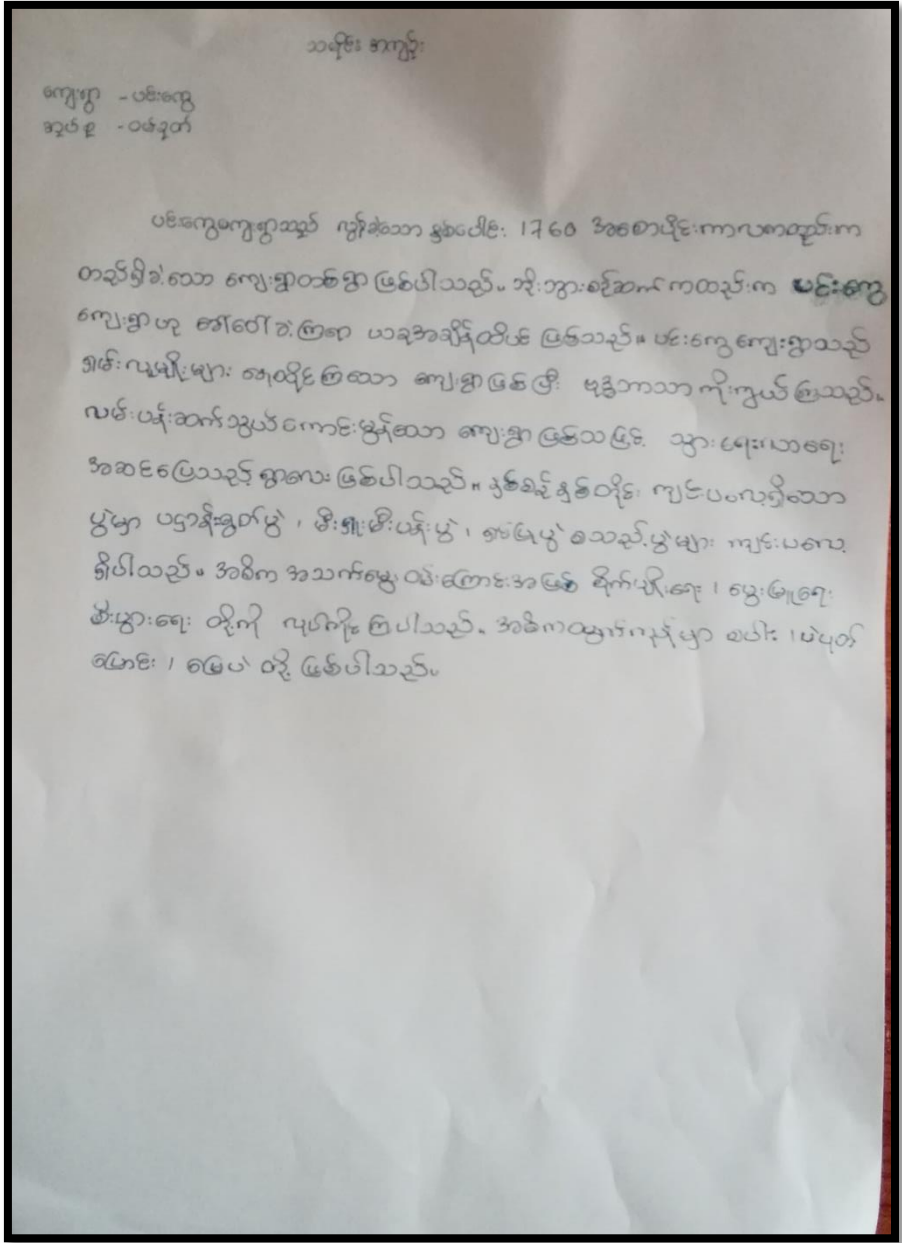 သမိုင်း အကျဉ်း
ကျေးရွာ - ပင်းကွေ
အုပ်စု - ဝမ်ခုတ်
ပင်းကွေကျေးရွာသည် လွန်ခဲ့သော နှစ်ပေါင်း 1760 အစောပိုင်းကာလစတည်းက
တည်ရှိခဲ့သော ကျေးရွာတစ်ရွာ ဖြစ်ပါသည်။ ဘိုးဘွားစဉ်ဆက် ကတည်းက ပင်းကွေ
ကျေးရွာဟု ခေါ်ဝေါ်ခဲ့ကြရာ ယခုအချိန်ထိပင် ဖြစ်သည်။ ပင်းကွေကျေးရွာသည်
ရှမ်းလူမျိုးများ နေထိုင်ကြသော ကျေးရွာဖြစ်ပြီး ဗုဒ္ဓဘာသာ ကိုးကွယ်ကြသည်။
လမ်းပန်းဆက်သွယ်ကောင်းမွန်သော ကျေးရွာ ဖြစ်သဖြင့် သွားရေးလာရေး
အဆင်ပြေသည့် ရွာလေး ဖြစ်ပါသည်။ နှစ်စဉ်နှစ်တိုင်း ကျင်းပလေ့ရှိသော
ပွဲမှာ ပဌာန်းရွတ်ပွဲ ၊ မီးရှူးမီးပန်းပွဲ ၊ စသည့်ပွဲများ ကျင်းပလေ့
ရှိပါသည်။ အဓိက အသက်မွေးဝမ်းကြောင်းအဖြစ် စိုက်ပျိုးရေး ၊ မွေးမြူရေး
စီးပွားရေး တို့ကို လုပ်ကိုင်ကြပါသည်။ အဓိကထွက်ကုန်မှာ စပါး ၊ ပဲပုတ်
ပြောင်း ၊ မြေပဲ တို့ ဖြစ်ပါသည်။